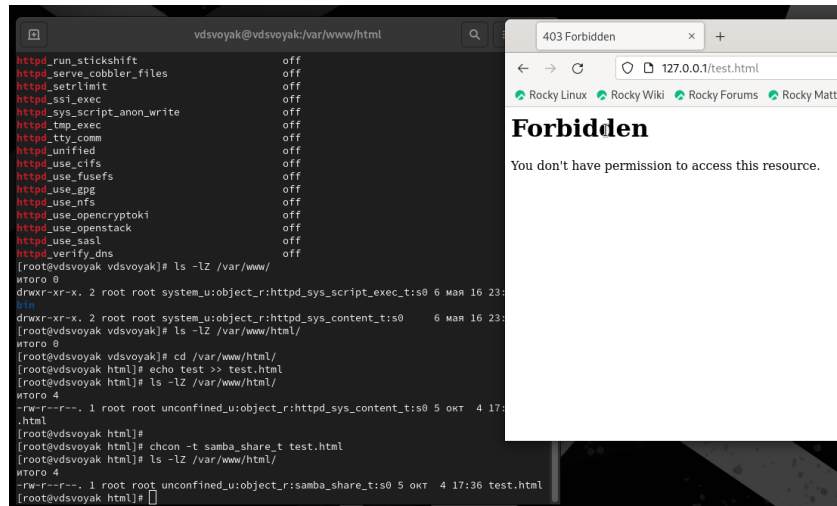 vdsvoyak@vdsvoyak:/var/www/html
httpd_run_stickshift off
httpd_serve_cobbler_files off
httpd_setrlimit off
httpd_ssi_exec off
httpd_sys_script_anon_write off
httpd_tmp_exec off
httpd_tty_comm off
httpd_unified off
httpd_use_cifs off
httpd_use_fusefs off
httpd_use_gpg off
httpd_use_nfs off
httpd_use_opencryptoki off
httpd_use_openstack off
httpd_use_sasl off
httpd_verify_dns off
[root@vdsvoyak vdsvoyak]# ls -lZ /var/www/
итого 0
drwxr-xr-x. 2 root root system_u:object_r:httpd_sys_script_exec_t:s0 6 мая 16 23:
bin
drwxr-xr-x. 2 root root system_u:object_r:httpd_sys_content_t:s0 6 мая 16 23:
[root@vdsvoyak vdsvoyak]# ls -lZ /var/www/html/
итого 0
[root@vdsvoyak vdsvoyak]# cd /var/www/html/
[root@vdsvoyak html]# echo test >> test.html
[root@vdsvoyak html]# ls -lZ /var/www/html/
итого 4
-rw-r--r--. 1 root root unconfined_u:object_r:httpd_sys_content_t:s0 5 окт 4 17:
.html
[root@vdsvoyak html]#
[root@vdsvoyak html]# chcon -t samba_share_t test.html
[root@vdsvoyak html]# ls -lZ /var/www/html/
итого 4
-rw-r--r--. 1 root root unconfined_u:object_r:samba_share_t:s0 5 окт 4 17:36 test.html
[root@vdsvoyak html]#
403 Forbidden
127.0.0.1/test.html
Rocky Linux Rocky Wiki Rocky Forums Rocky Matt
Forbidden
You don't have permission to access this resource.